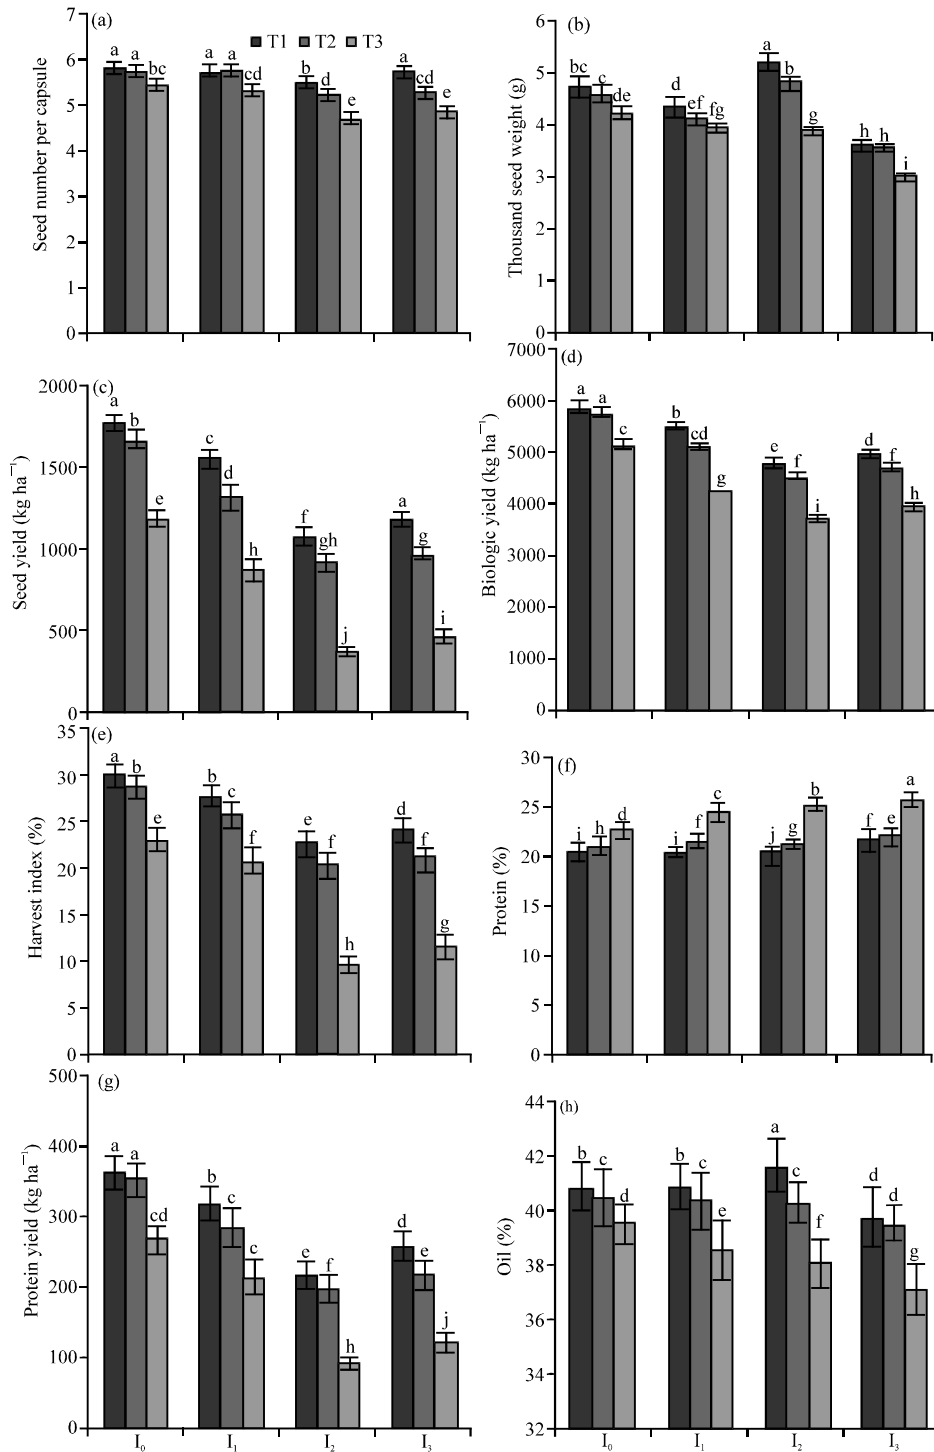 (a)
T1 T2 T3
Seed number per capsule
7
6
5
4
3
2
1
0
a a bc a a cd b d e a cd e
(b)
Thousand seed weight (g)
6
5
4
3
2
1
0
bc c de d ef fg a b g h h i
(c)
Seed yield (kg ha⁻¹)
2000
1500
1000
500
0
a b e c d h f gh j a g i
(d)
Biologic yield (kg ha⁻¹)
7000
6000
5000
4000
3000
2000
1000
0
a a c b cd g e f i d f h
(e)
Harvest index (%)
35
30
25
20
15
10
5
0
a b e b c f d e f h d f g
(f)
Protein (%)
30
25
20
15
10
5
0
i h d i f c j g b f e a
(g)
Protein yield (kg ha⁻¹)
500
400
300
200
100
0
a a cd b c c e f h d e j
I₀ I₁ I₂ I₃
(h)
Oil (%)
44
42
40
38
36
34
32
b c d b c e a c f d d g
I₀ I₁ I₂ I₃